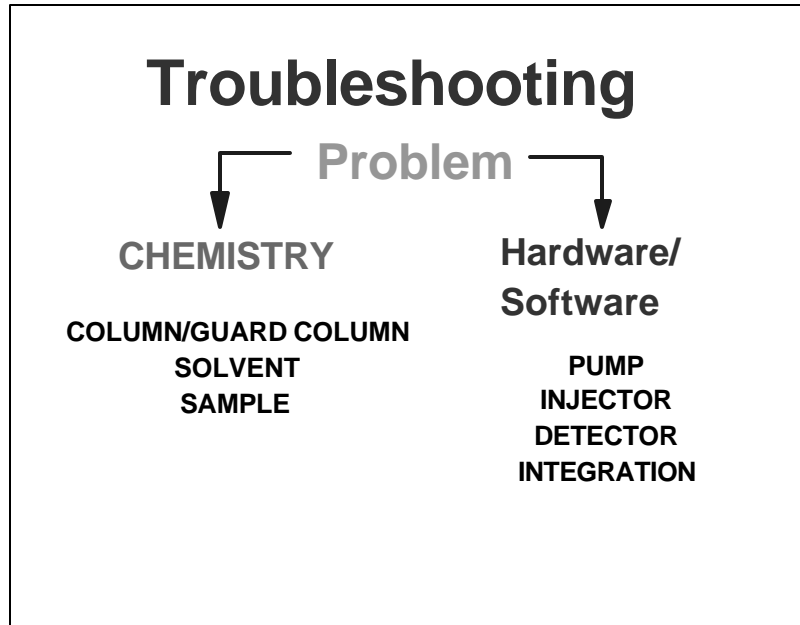 Troubleshooting
Problem
CHEMISTRY
COLUMN/GUARD COLUMN
SOLVENT
SAMPLE
Hardware/
Software
PUMP
INJECTOR
DETECTOR
INTEGRATION